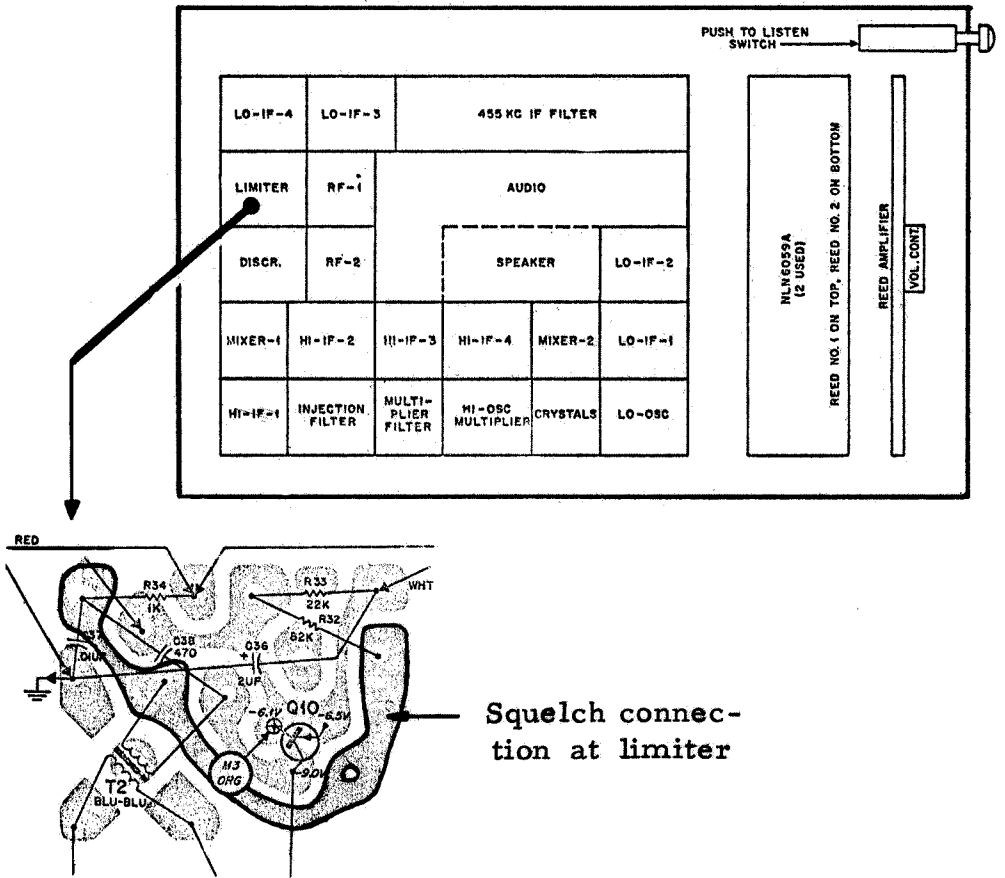 PUSH TO LISTEN
SWITCH
LO-IF-4
LO-IF-3
455 KC IF FILTER
LIMITER
RF-1
AUDIO
DISCR.
RF-2
SPEAKER
LO-IF-2
MIXER-1
HI-IF-2
HI-IF-3
HI-IF-4
MIXER-2
LO-IF-1
HI-IF-1
INJECTION
FILTER
MULTI-
PLIER
FILTER
HI-OSC
MULTIPLIER
CRYSTALS
LO-OSC
NLN6059A
(2 USED)
REED NO. 1 ON TOP, REED NO. 2 ON BOTTOM
REED AMPLIFIER
VOL. CONT.
RED
R34
1K
R33
22K
WHT
R32
82K
C37
.01UF
C38
470
+
C36
2UF
-6.1V
Q10
-6.5V
-9.0V
M3
ORG
T2
BLU-BLU
Squelch connec-
tion at limiter